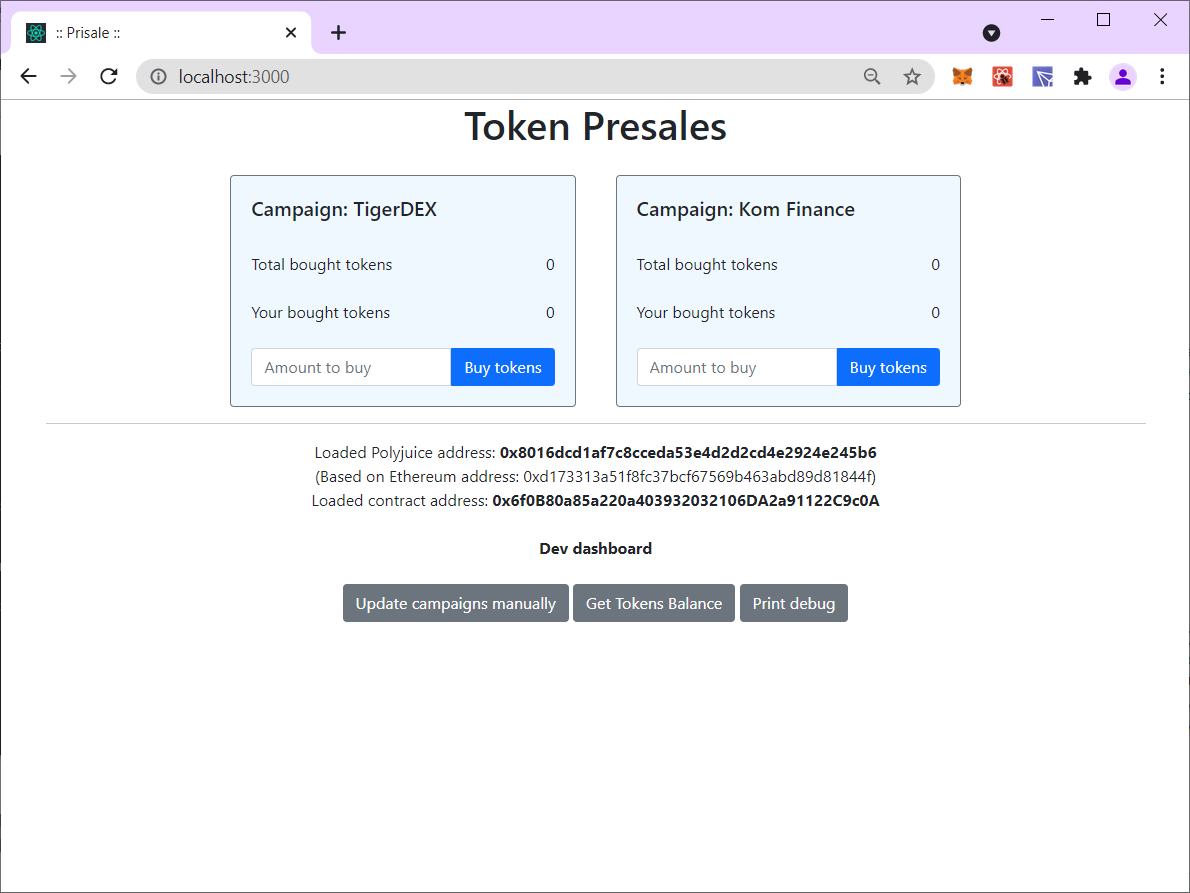 :: Prisale ::
localhost:3000
Token Presales
Campaign: TigerDEX
Total bought tokens 0
Your bought tokens 0
Amount to buy Buy tokens
Campaign: Kom Finance
Total bought tokens 0
Your bought tokens 0
Amount to buy Buy tokens
Loaded Polyjuice address: 0x8016dcd1af7c8cceda53e4d2d2cd4e2924e245b6
(Based on Ethereum address: 0xd173313a51f8fc37bcf67569b463abd89d81844f)
Loaded contract address: 0x6f0B80a85a220a403932032106DA2a91122C9c0A
Dev dashboard
Update campaigns manually Get Tokens Balance Print debug